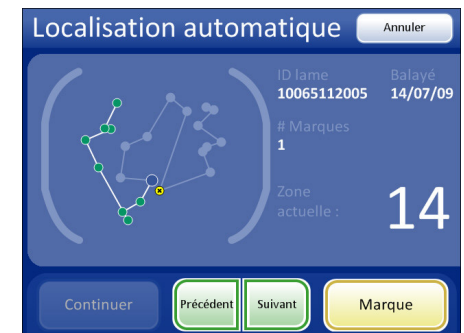 Localisation automatique
Annuler
ID lame
Balayé
10065112005
14/07/09
# Marques
1
Zone
actuelle :
14
Continuer
Précédent
Suivant
Marque